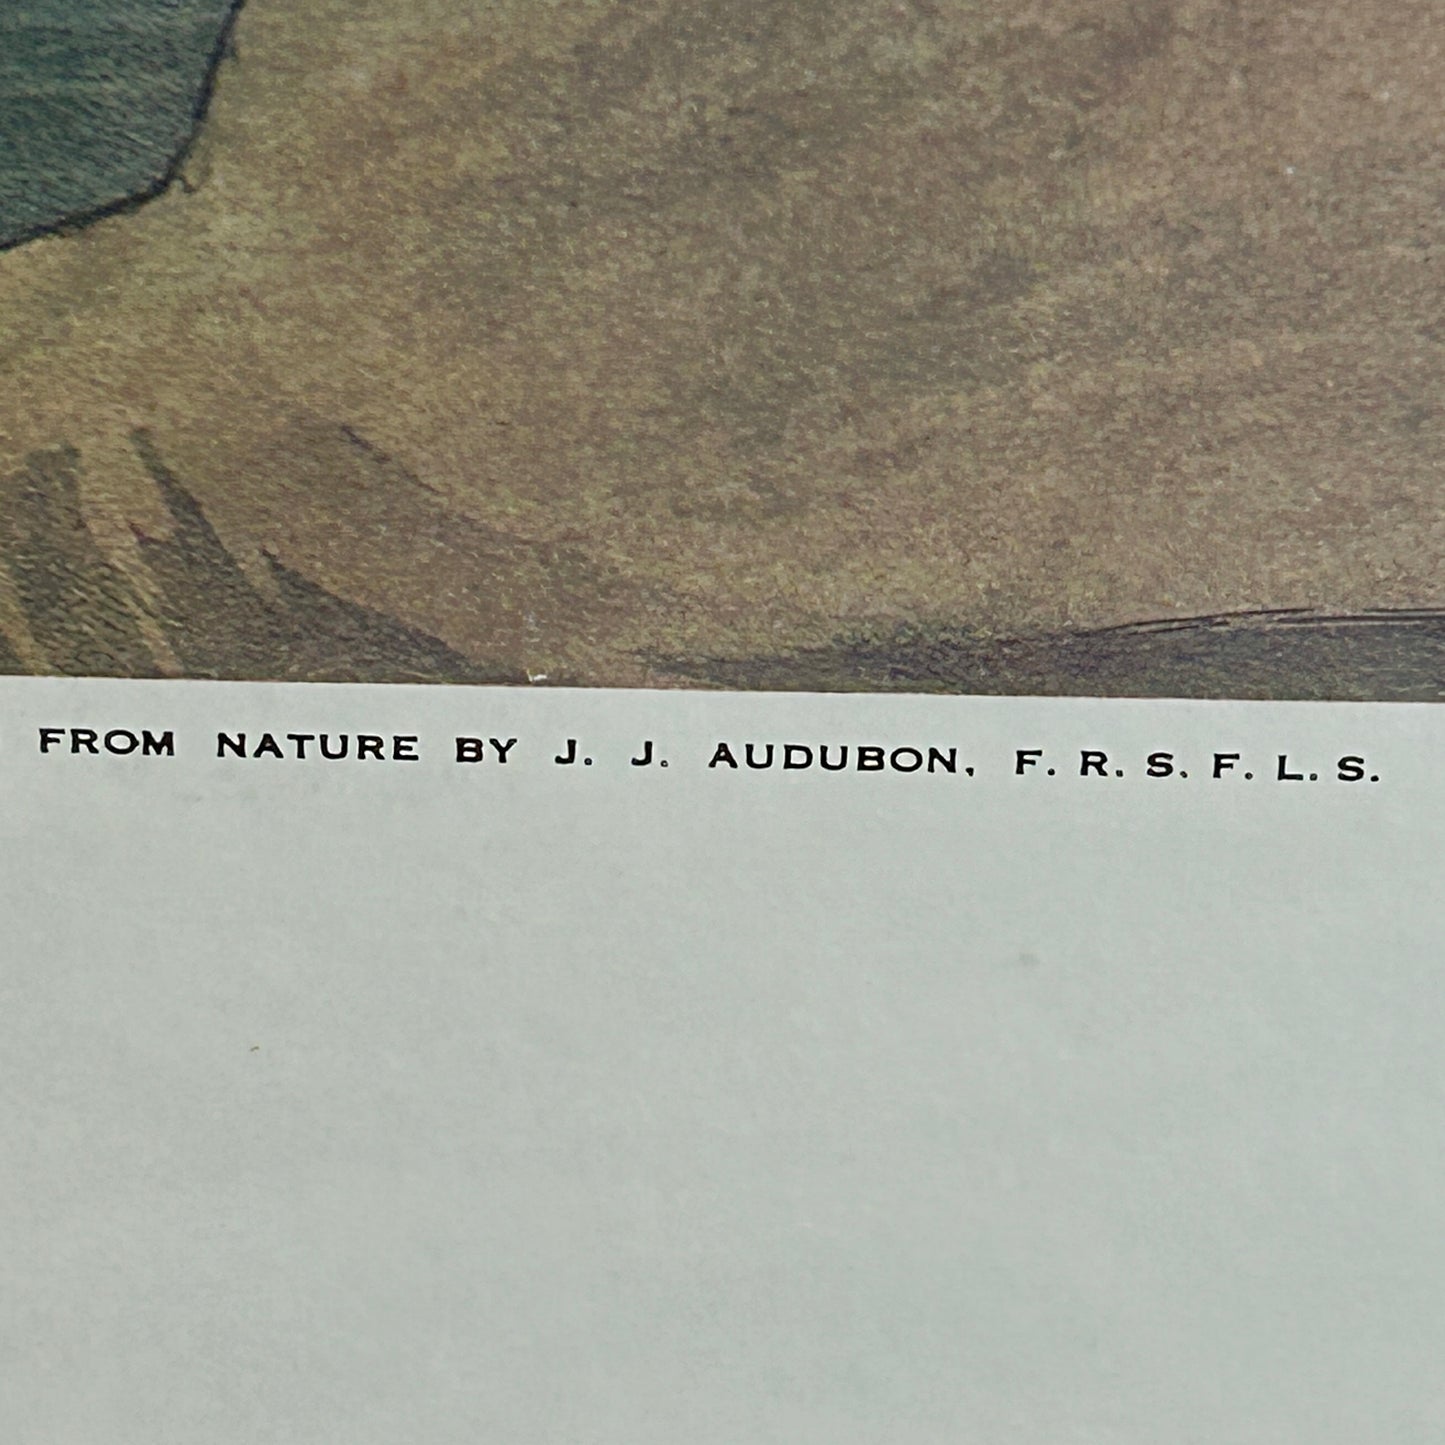 FROM NATURE BY J. J. AUDUBON, F. R. S. F. L. S.